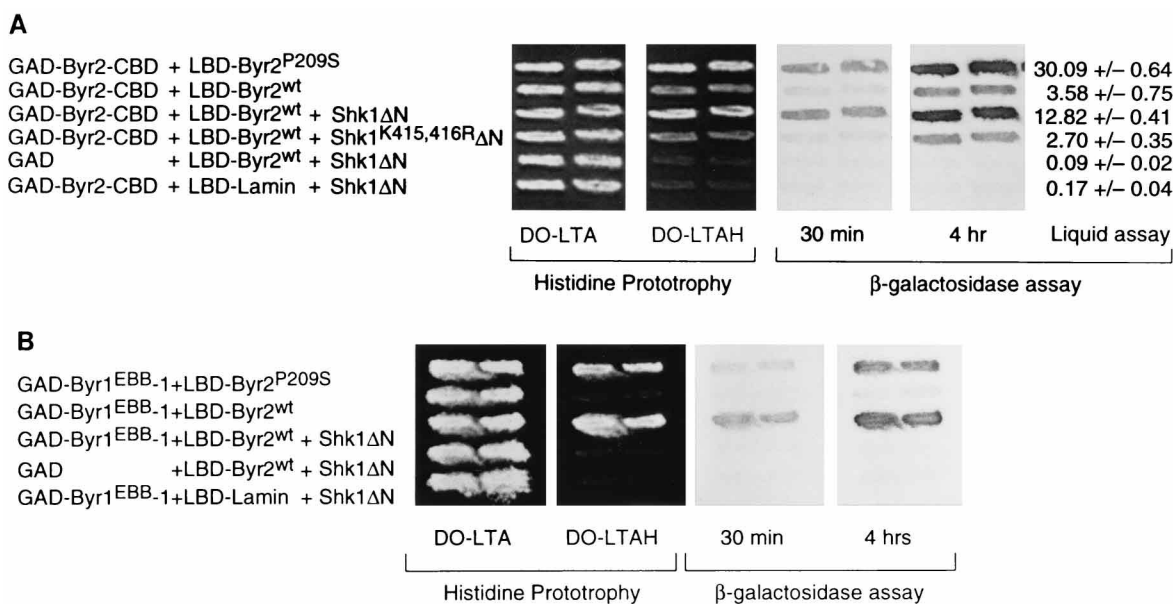 A
GAD-Byr2-CBD + LBD-Byr2P209S
GAD-Byr2-CBD + LBD-Byr2wt
GAD-Byr2-CBD + LBD-Byr2wt + Shk1ΔN
GAD-Byr2-CBD + LBD-Byr2wt + Shk1K415,416RΔN
GAD + LBD-Byr2wt + Shk1ΔN
GAD-Byr2-CBD + LBD-Lamin + Shk1ΔN
30.09 +/− 0.64
3.58 +/− 0.75
12.82 +/− 0.41
2.70 +/− 0.35
0.09 +/− 0.02
0.17 +/− 0.04
DO-LTA DO-LTAH 30 min 4 hr Liquid assay
Histidine Prototrophy β-galactosidase assay
B
GAD-Byr1EBB-1+LBD-Byr2P209S
GAD-Byr1EBB-1+LBD-Byr2wt
GAD-Byr1EBB-1+LBD-Byr2wt + Shk1ΔN
GAD +LBD-Byr2wt + Shk1ΔN
GAD-Byr1EBB-1+LBD-Lamin + Shk1ΔN
DO-LTA DO-LTAH 30 min 4 hrs
Histidine Prototrophy β-galactosidase assay